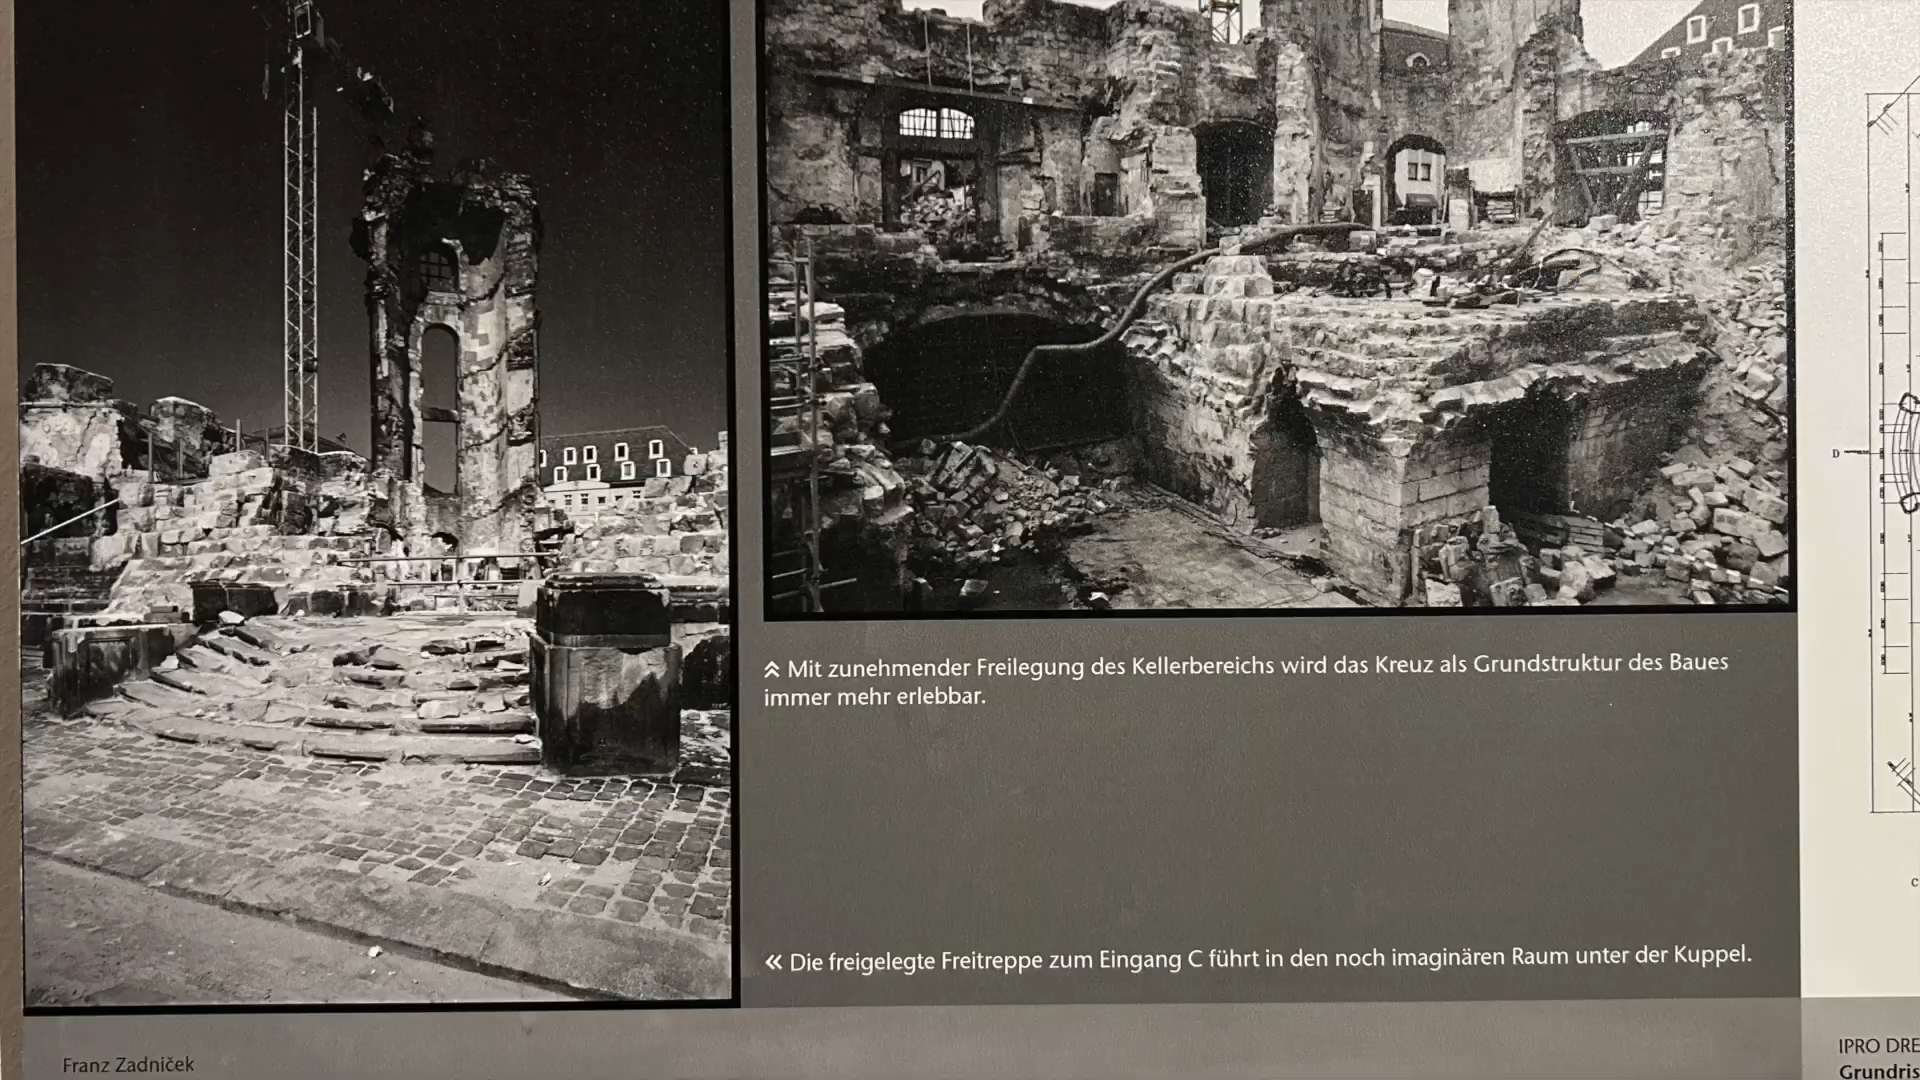 Mit zunehmender Freilegung des Kellerbereichs wird das Kreuz als Grundstruktur des Baues
immer mehr erlebbar.
« Die freigelegte Freitreppe zum Eingang C führt in den noch imaginären Raum unter der Kuppel.
Franz Zadniček
D
C
IPRO DRE
Grundris